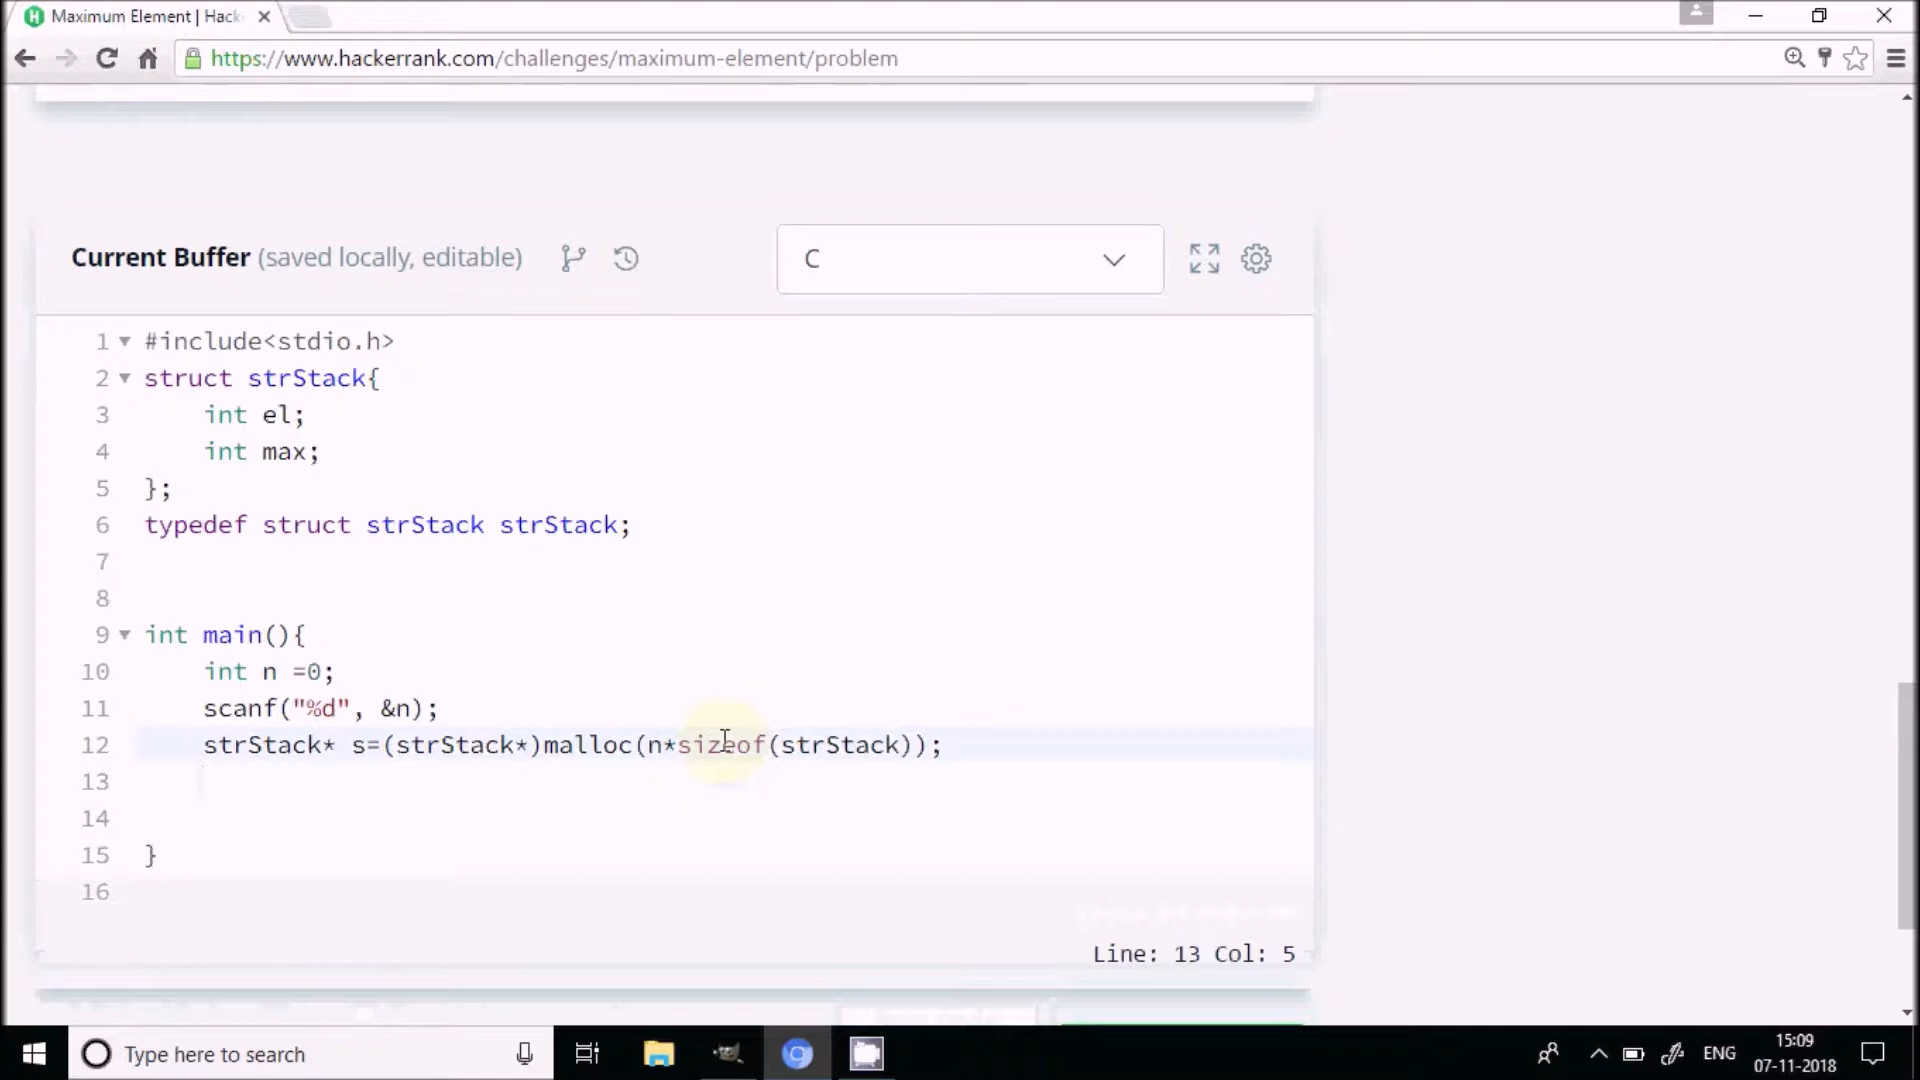 Maximum Element | Hack
https://www.hackerrank.com/challenges/maximum-element/problem
Current Buffer (saved locally, editable)
C
1 #include<stdio.h>
2 struct strStack{
3 int el;
4 int max;
5 };
6 typedef struct strStack strStack;
7
8
9 int main(){
10 int n =0;
11 scanf("%d", &n);
12 strStack* s=(strStack*)malloc(n*sizeof(strStack));
13
14
15 }
16
Line: 13 Col: 5
Type here to search
ENG
15:09
07-11-2018